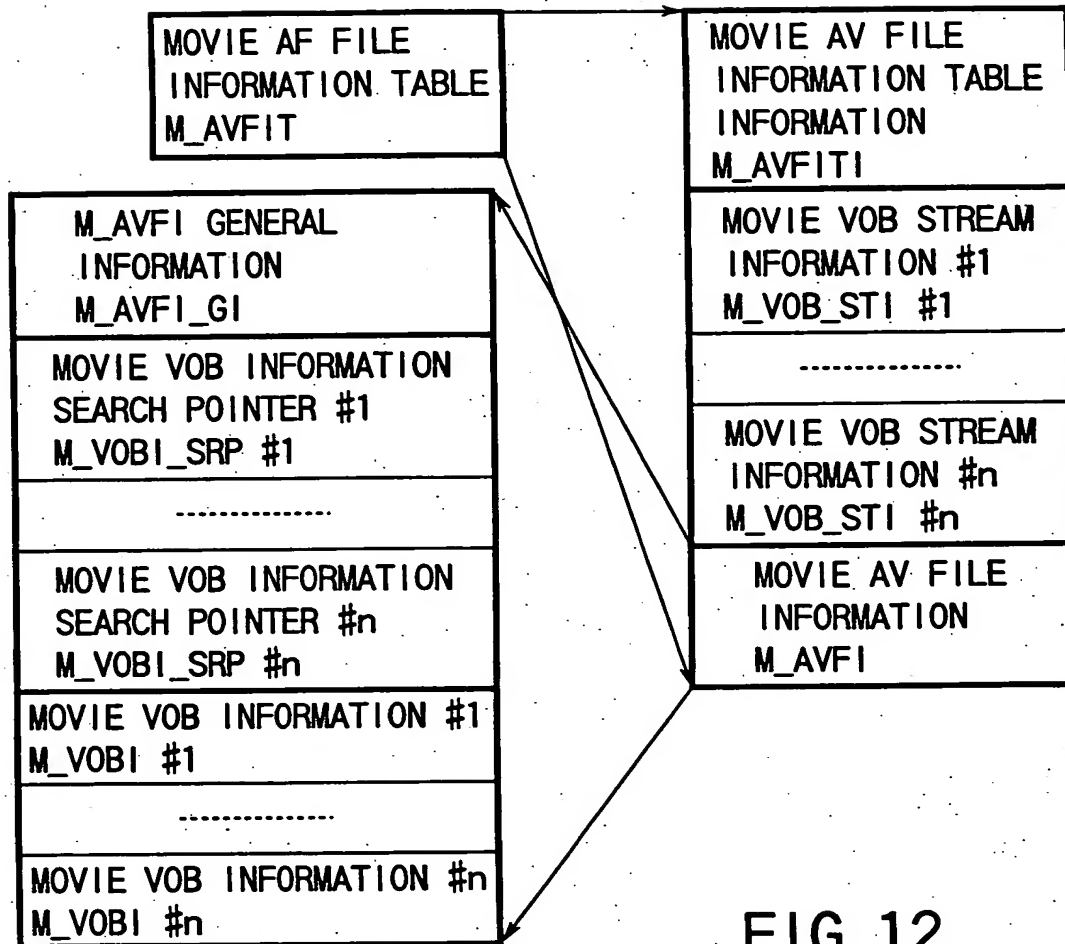 MOVIE AF FILE
INFORMATION TABLE
M_AVFIT
MOVIE AV FILE
INFORMATION TABLE
INFORMATION
M_AVFITI
MOVIE VOB STREAM
INFORMATION #1
M_VOB_STI #1
MOVIE VOB STREAM
INFORMATION #n
M_VOB_STI #n
MOVIE AV FILE
INFORMATION
M_AVFI
M_AVFI GENERAL
INFORMATION
M_AVFI_GI
MOVIE VOB INFORMATION
SEARCH POINTER #1
M_VOBI_SRP #1
MOVIE VOB INFORMATION
SEARCH POINTER #n
M_VOBI_SRP #n
MOVIE VOB INFORMATION #1
M_VOBI #1
MOVIE VOB INFORMATION #n
M_VOBI #n
FIG.12